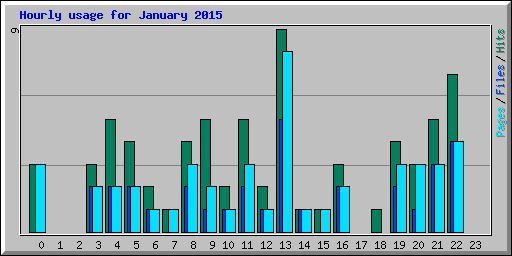 Hourly usage for January 2015
9
Pages / Files / Hits
0 1 2 3 4 5 6 7 8 9 10 11 12 13 14 15 16 17 18 19 20 21 22 23